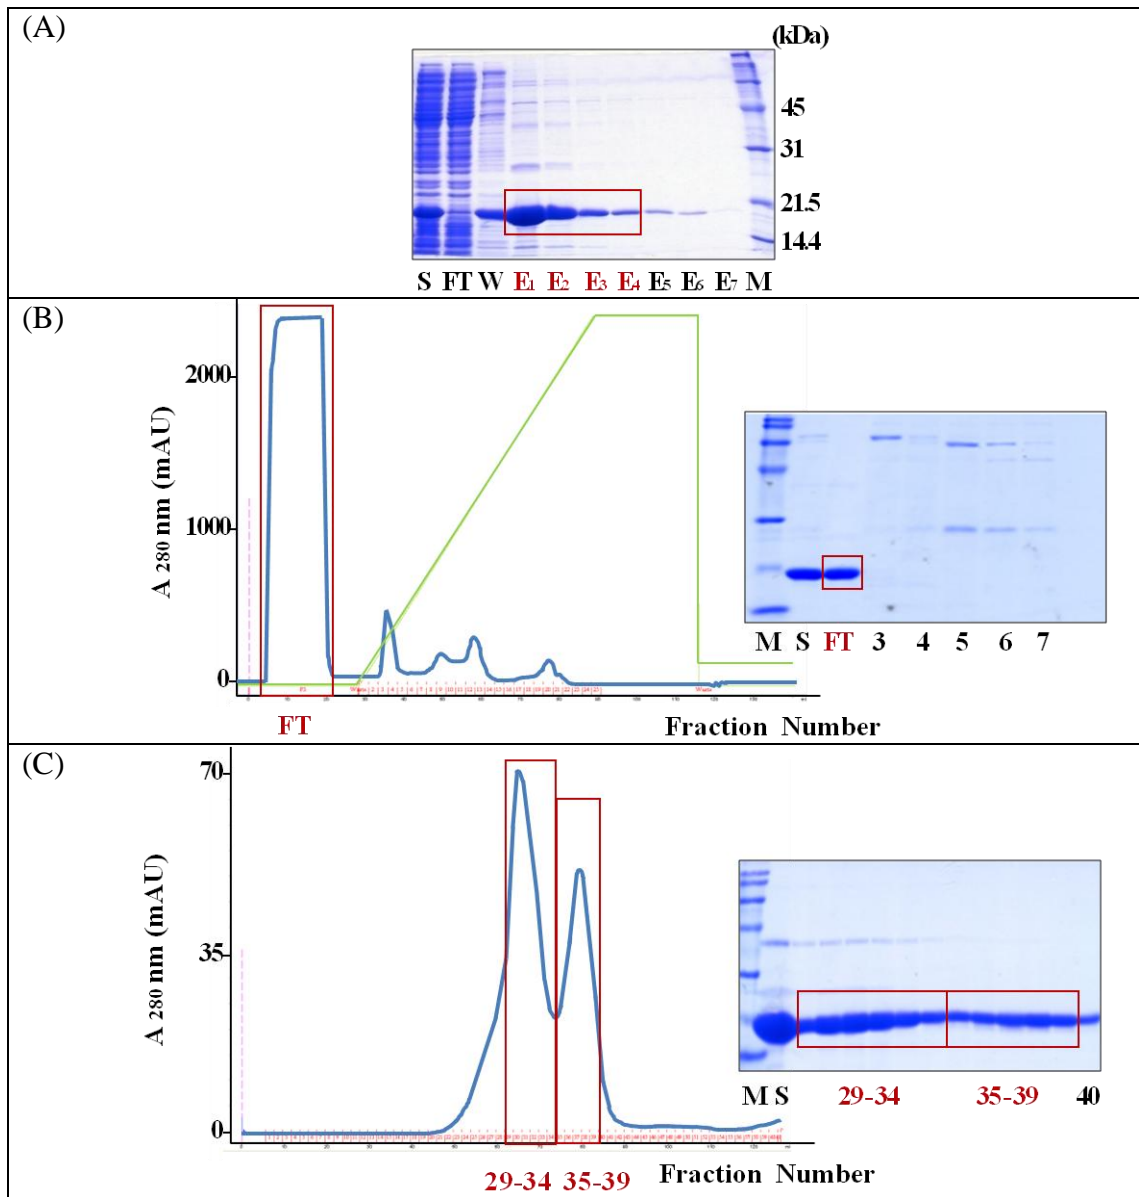 (A)
(kDa)
45
31
21.5
14.4
S FT W E1 E2 E3 E4 E5 E6 E7 M
(B)
2000
1000
0
A 280 nm (mAU)
FT
Fraction Number
M S FT 3 4 5 6 7
(C)
70
35
0
A 280 nm (mAU)
29-34 35-39 Fraction Number
M S 29-34 35-39 40